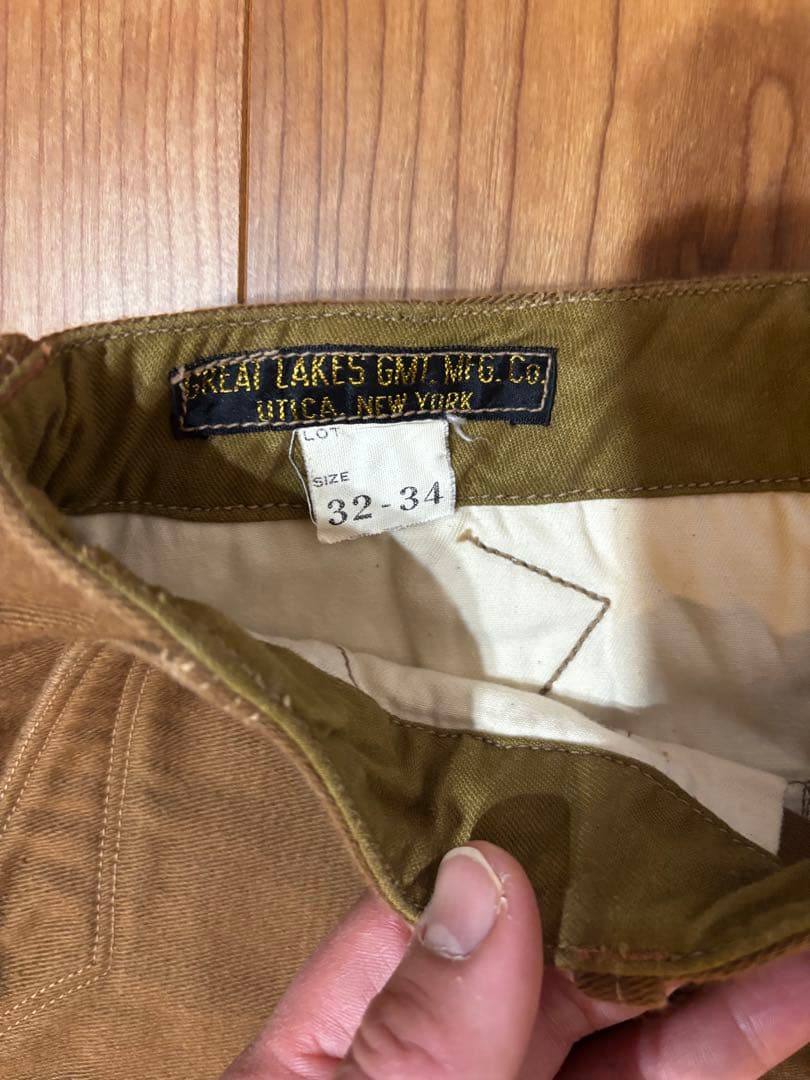 GREAT LAKES GMT. MFG. Co.
UTICA, NEW YORK
LOT
SIZE
32-34